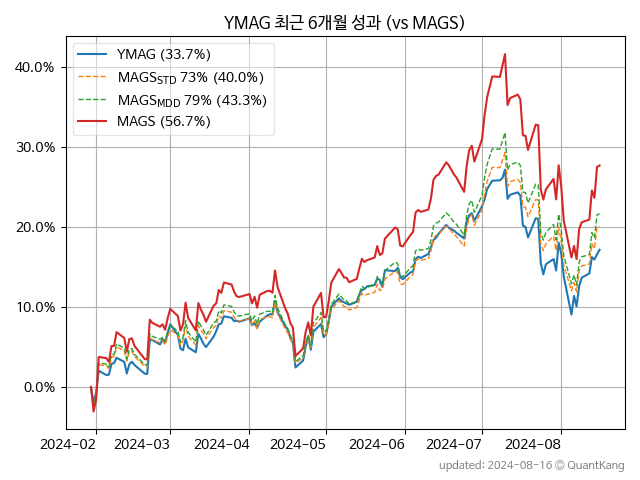 YMAG 최근 6개월 성과 (vs MAGS)
YMAG (33.7%)
MAGS_STD 73% (40.0%)
MAGS_MDD 79% (43.3%)
MAGS (56.7%)
40.0%
30.0%
20.0%
10.0%
0.0%
2024-02 2024-03 2024-04 2024-05 2024-06 2024-07 2024-08
updated: 2024-08-16 © QuantKang